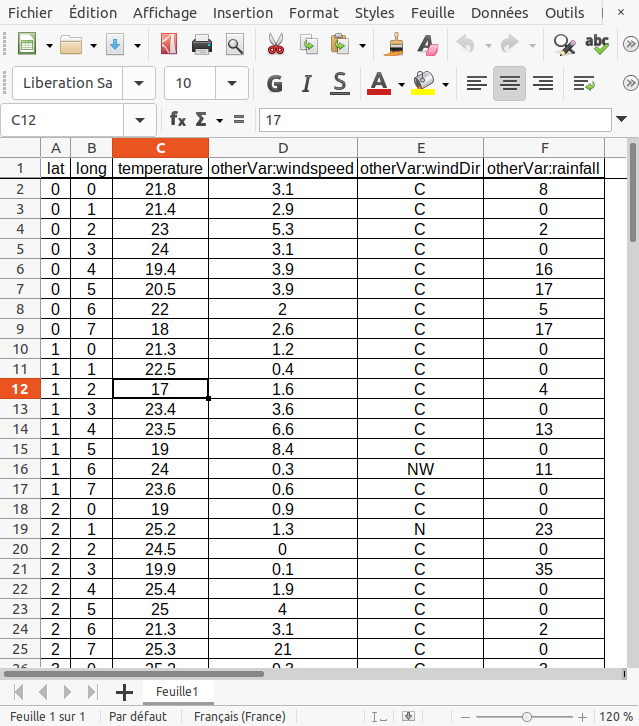 Fichier Édition Affichage Insertion Format Styles Feuille Données Outils
Liberation Sa 10 G I S A
C12 fx Σ = 17
A B C D E F
1 lat long temperature otherVar:windspeed otherVar:windDir otherVar:rainfall
2 0 0 21.8 3.1 C 8
3 0 1 21.4 2.9 C 0
4 0 2 23 5.3 C 2
5 0 3 24 3.1 C 0
6 0 4 19.4 3.9 C 16
7 0 5 20.5 3.9 C 17
8 0 6 22 2 C 5
9 0 7 18 2.6 C 17
10 1 0 21.3 1.2 C 0
11 1 1 22.5 0.4 C 0
12 1 2 17 1.6 C 4
13 1 3 23.4 3.6 C 0
14 1 4 23.5 6.6 C 13
15 1 5 19 8.4 C 0
16 1 6 24 0.3 NW 11
17 1 7 23.6 0.6 C 0
18 2 0 19 0.9 C 0
19 2 1 25.2 1.3 N 23
20 2 2 24.5 0 C 0
21 2 3 19.9 0.1 C 35
22 2 4 25.4 1.9 C 0
23 2 5 25 4 C 0
24 2 6 21.3 3.1 C 2
25 2 7 25.3 21 C 0
Feuille1
Feuille 1 sur 1 Par défaut Français (France) 120 %